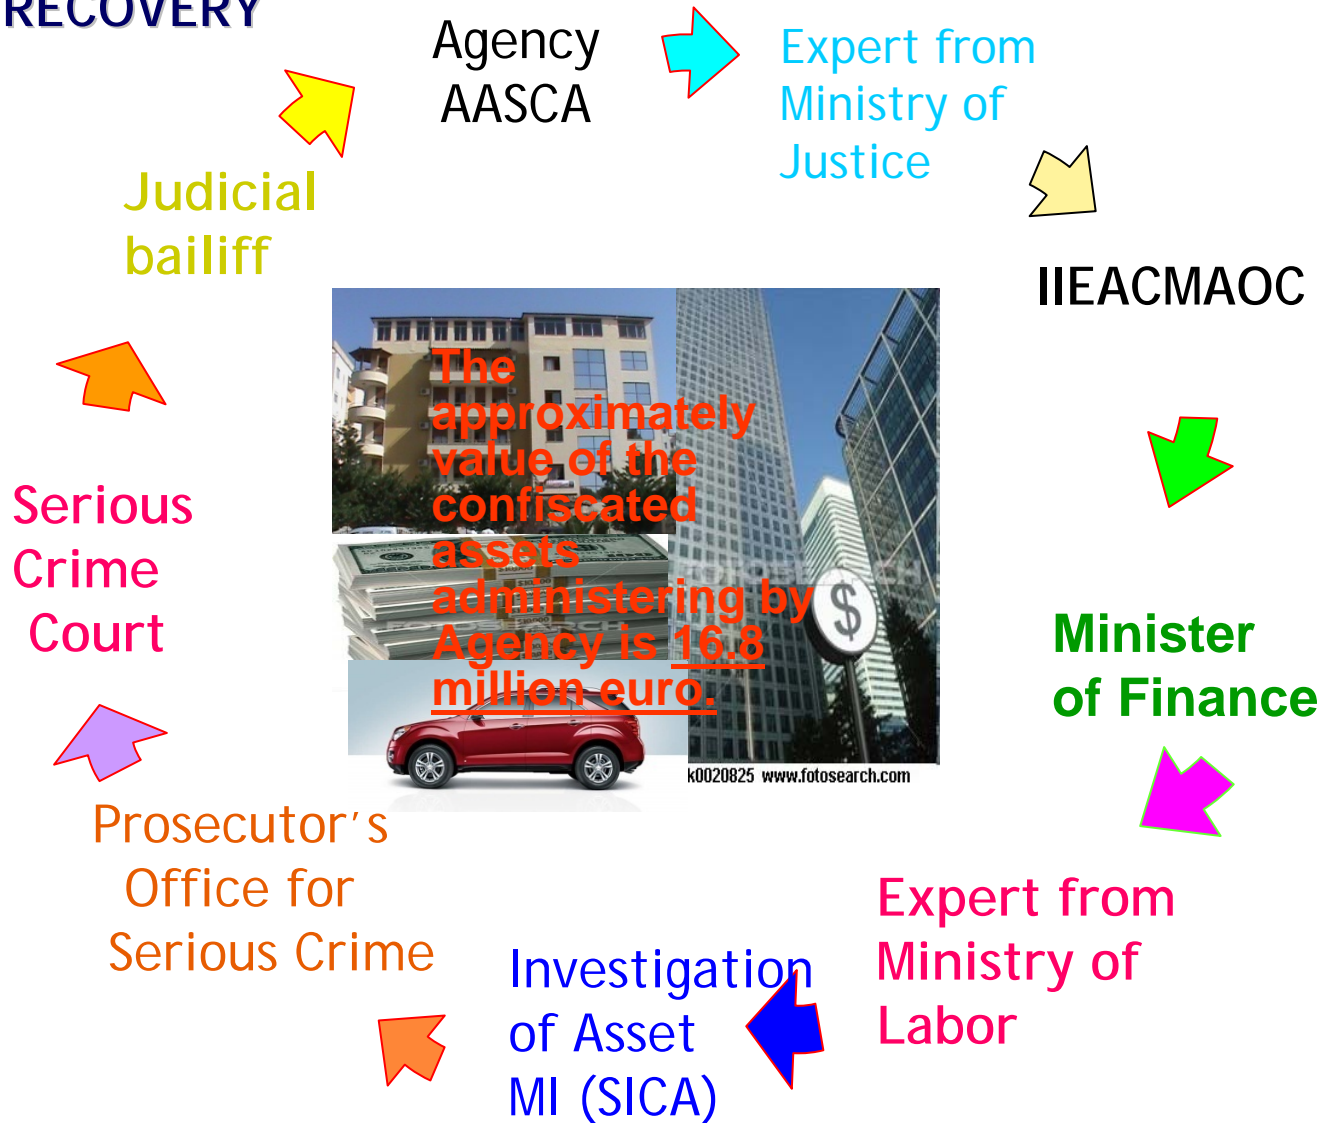 RECOVERY
Agency
AASCA
Expert from
Ministry of
Justice
IIEACMAOC
Minister
of Finance
Expert from
Ministry of
Labor
Investigation
of Asset
MI (SICA)
Prosecutor's
Office for
Serious Crime
Serious
Crime
Court
Judicial
bailiff
The
approximately
value of the
confiscated
assets
administering by
Agency is 16.8
million euro.
$
k0020825 www.fotosearch.com